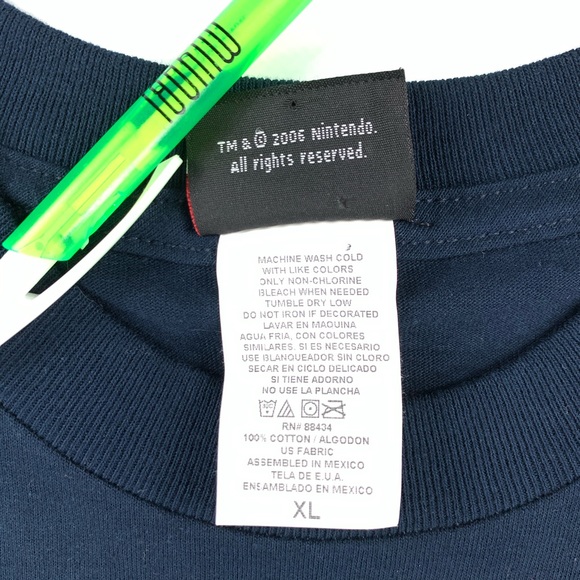 TM & © 2006 Nintendo.
All rights reserved.
MACHINE WASH COLD
WITH LIKE COLORS
ONLY NON-CHLORINE
BLEACH WHEN NEEDED
TUMBLE DRY LOW
DO NOT IRON IF DECORATED
LAVAR EN MAQUINA
AGUA FRIA, CON COLORES
SIMILARES. SI ES NECESARIO
USE BLANQUEADOR SIN CLORO
SECAR EN CICLO DELICADO
SI TIENE ADORNO
NO USE LA PLANCHA
RN# 88434
100% COTTON / ALGODON
US FABRIC
ASSEMBLED IN MEXICO
TELA DE E.U.A.
ENSAMBLADO EN MEXICO
XL